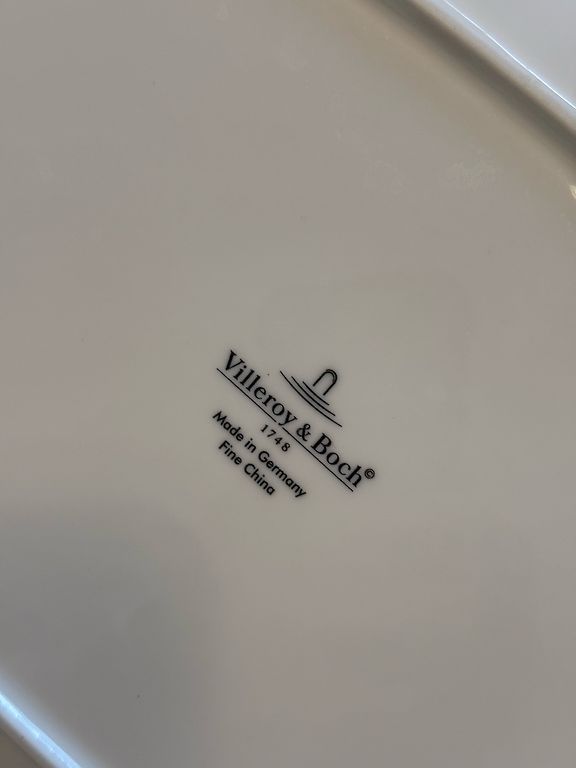 Villeroy & Boch©
1748
Made in Germany
Fine China